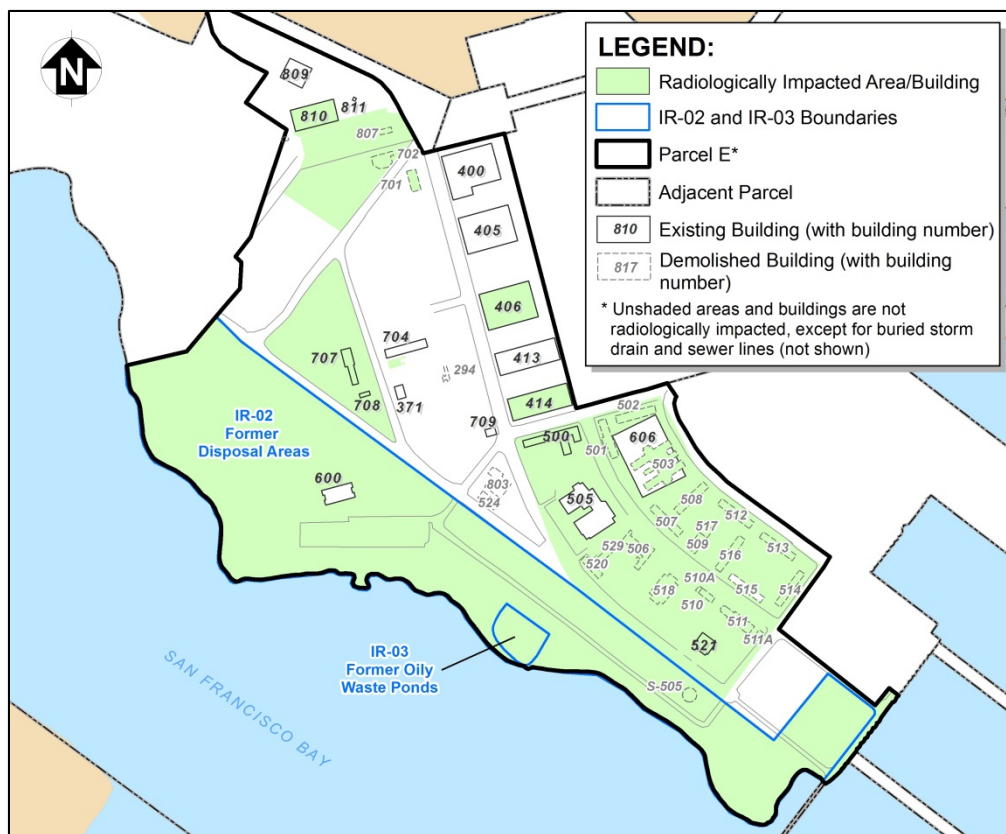 N
LEGEND:
Radiologically Impacted Area/Building
IR-02 and IR-03 Boundaries
Parcel E*
Adjacent Parcel
810 Existing Building (with building number)
817 Demolished Building (with building
number)
* Unshaded areas and buildings are not
radiologically impacted, except for buried storm
drain and sewer lines (not shown)
809
811
810
807
702
701
400
405
406
413
414
704
707
708
371
294
709
IR-02
Former
Disposal Areas
600
803
524
500
501
502
606
503
505
508
507
512
517
509
513
516
529
506
520
510A
515
514
518
510
511
511A
521
S-505
IR-03
Former Oily
Waste Ponds
SAN FRANCISCO BAY